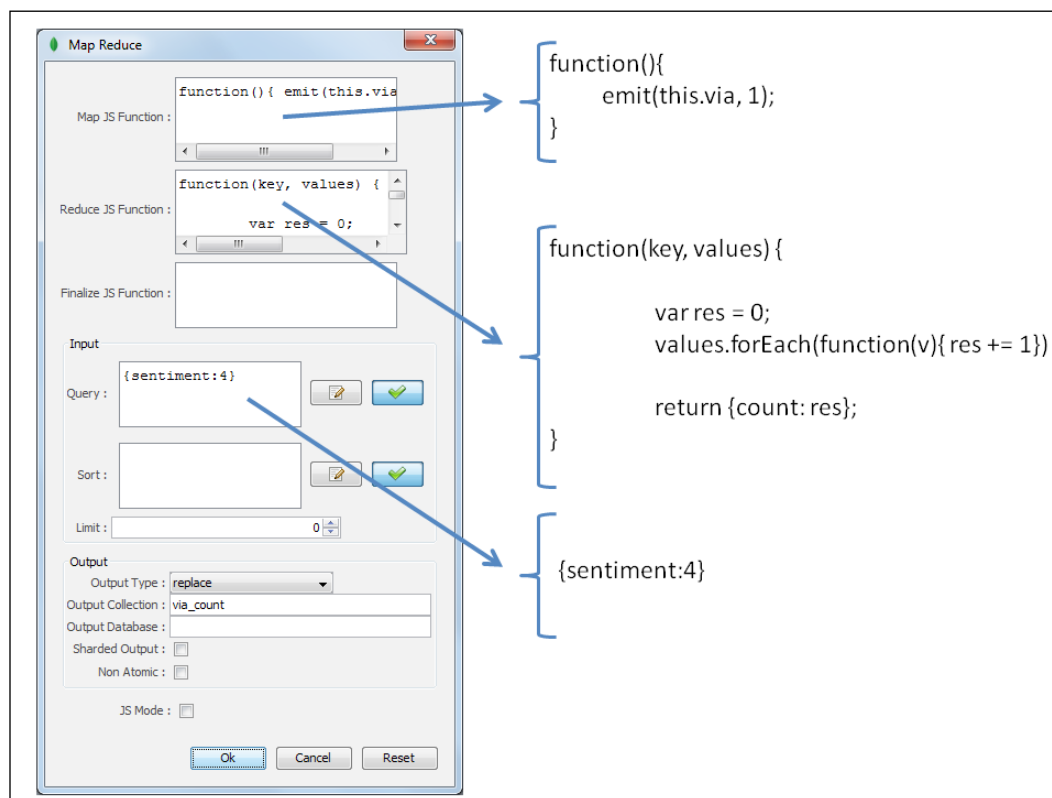 Map Reduce
Map JS Function :
function(){ emit(this.via
Reduce JS Function :
function(key, values) {
var res = 0;
Finalize JS Function :
Input
Query :
{sentiment:4}
Sort :
Limit :
0
Output
Output Type :
replace
Output Collection :
via_count
Output Database :
Sharded Output :
Non Atomic :
JS Mode :
Ok
Cancel
Reset
function(){
emit(this.via, 1);
}
function(key, values) {
var res = 0;
values.forEach(function(v){ res += 1})
return {count: res};
}
{sentiment:4}